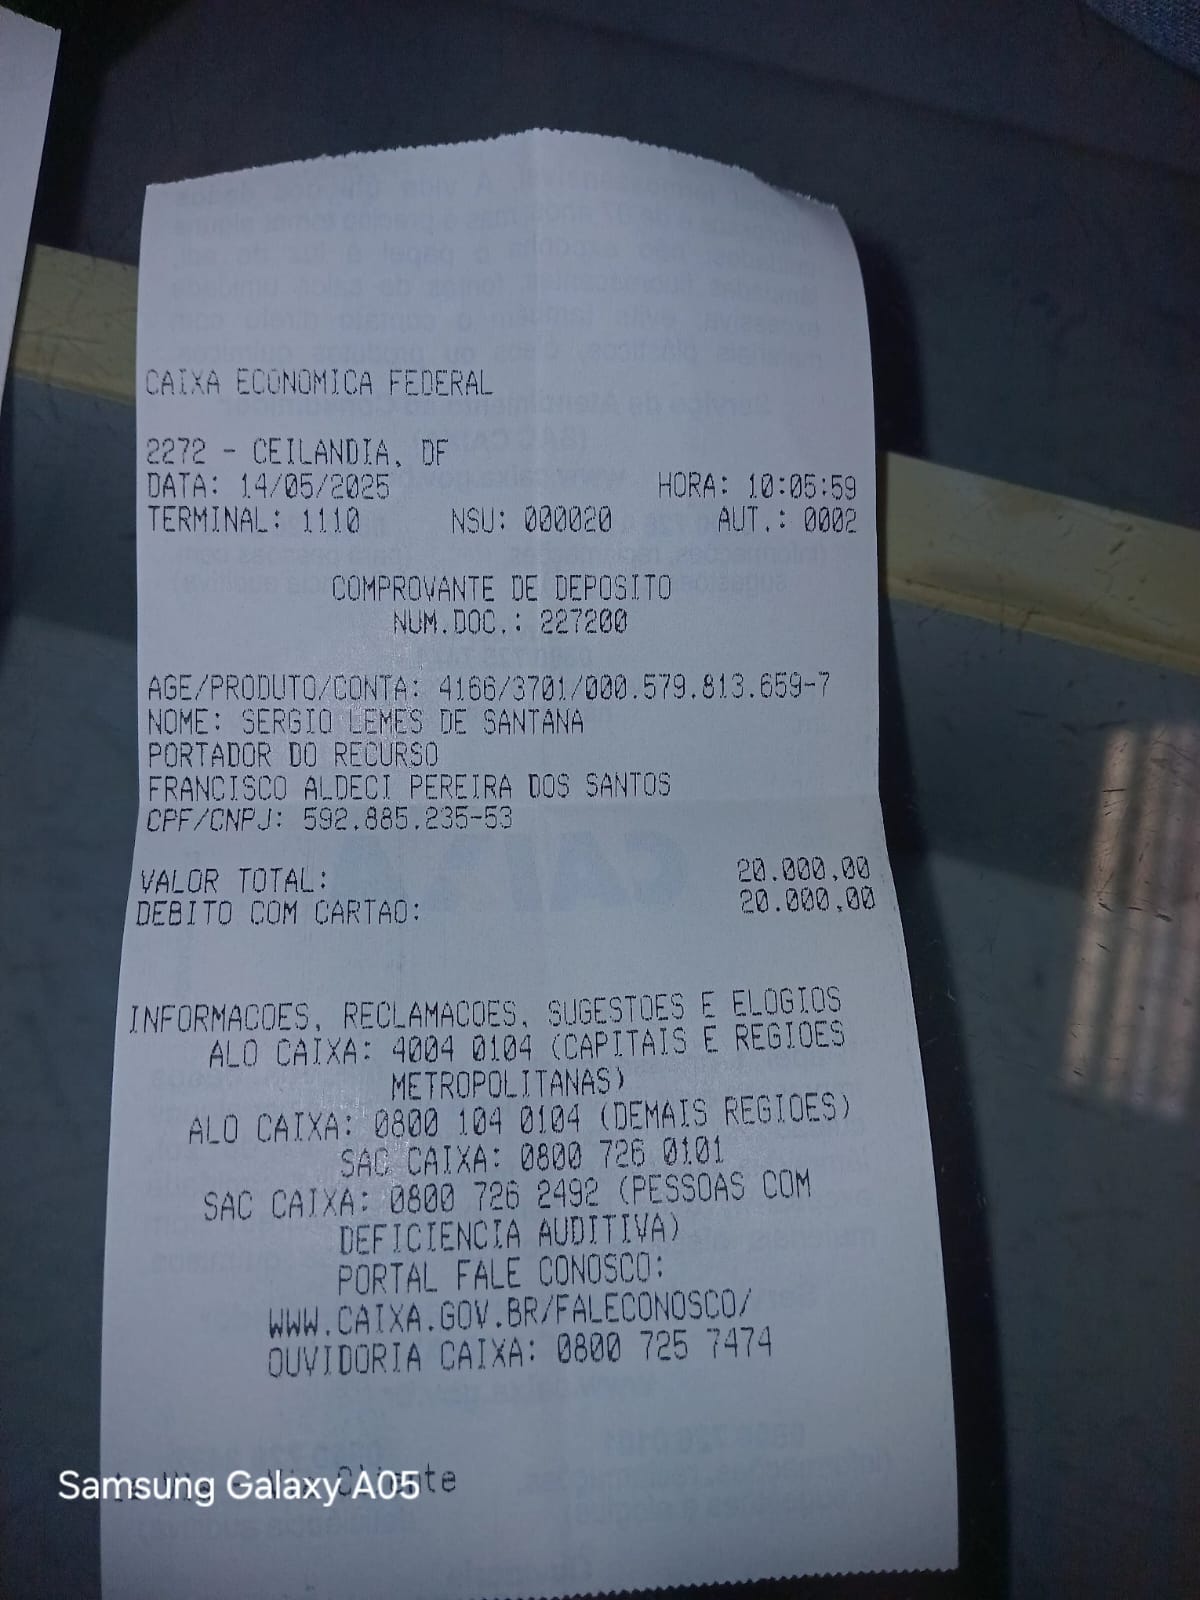 CAIXA ECONOMICA FEDERAL
2272 - CEILANDIA, DF
DATA: 14/05/2025 HORA: 10:05:59
TERMINAL: 1110 NSU: 000020 AUT.: 0002
COMPROVANTE DE DEPOSITO
NUM.DOC.: 227200
AGE/PRODUTO/CONTA: 4166/3701/000.579.813.659-7
NOME: SERGIO LEMES DE SANTANA
PORTADOR DO RECURSO
FRANCISCO ALDECI PEREIRA DOS SANTOS
CPF/CNPJ: 592.885.235-53
VALOR TOTAL: 20.000,00
DEBITO COM CARTAO: 20.000,00
INFORMACOES, RECLAMACOES, SUGESTOES E ELOGIOS
ALO CAIXA: 4004 0104 (CAPITAIS E REGIOES
METROPOLITANAS)
ALO CAIXA: 0800 104 0104 (DEMAIS REGIOES)
SAC CAIXA: 0800 726 0101
SAC CAIXA: 0800 726 2492 (PESSOAS COM
DEFICIENCIA AUDITIVA)
PORTAL FALE CONOSCO:
WWW.CAIXA.GOV.BR/FALECONOSCO/
OUVIDORIA CAIXA: 0800 725 7474
Samsung Galaxy A05